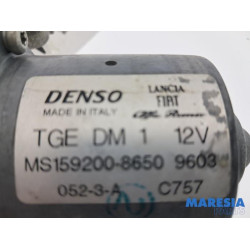 DENSO
MADE IN ITALY
LANCIA
FIAT
Alfa Romeo
TGE DM 1 12V
MS159200-8650 9603
052-3-A C757
MARESIA